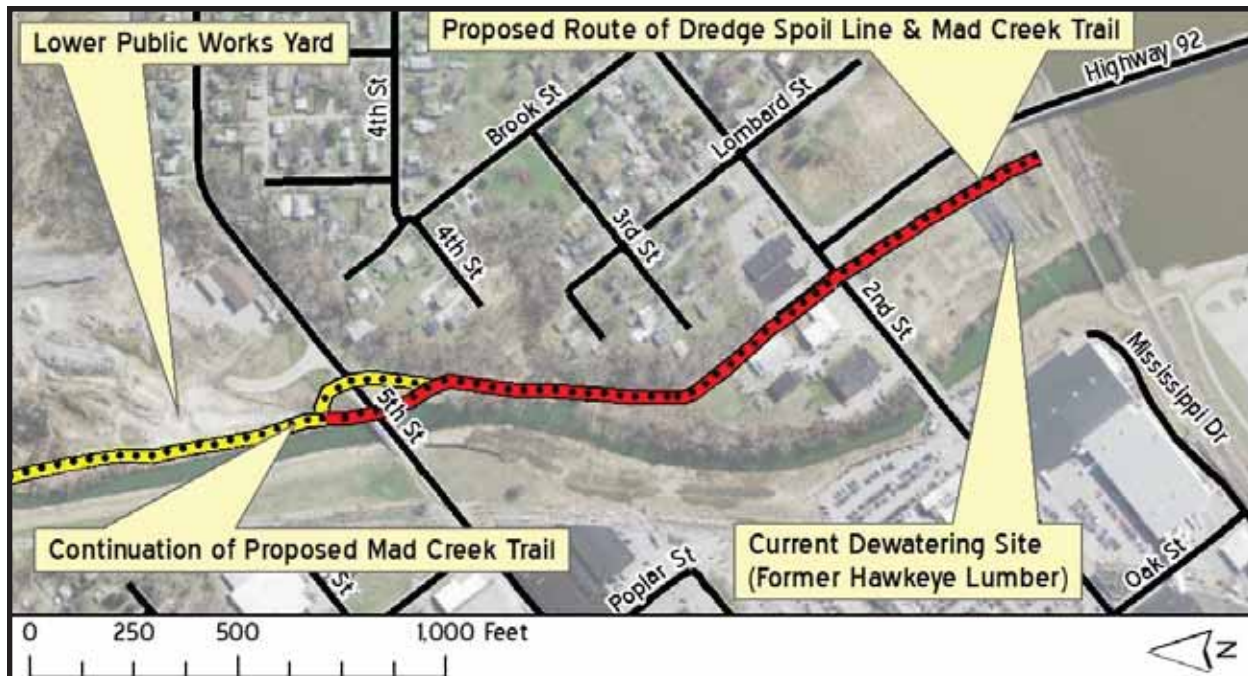 Lower Public Works Yard
Proposed Route of Dredge Spoil Line & Mad Creek Trail
Highway 92
4th St
Brook St
Lombard St
4th St
3rd St
2nd St
5th St
Mississippi Dr
Continuation of Proposed Mad Creek Trail
Current Dewatering Site
(Former Hawkeye Lumber)
St
Poplar St
Oak St
0 250 500 1,000 Feet
N